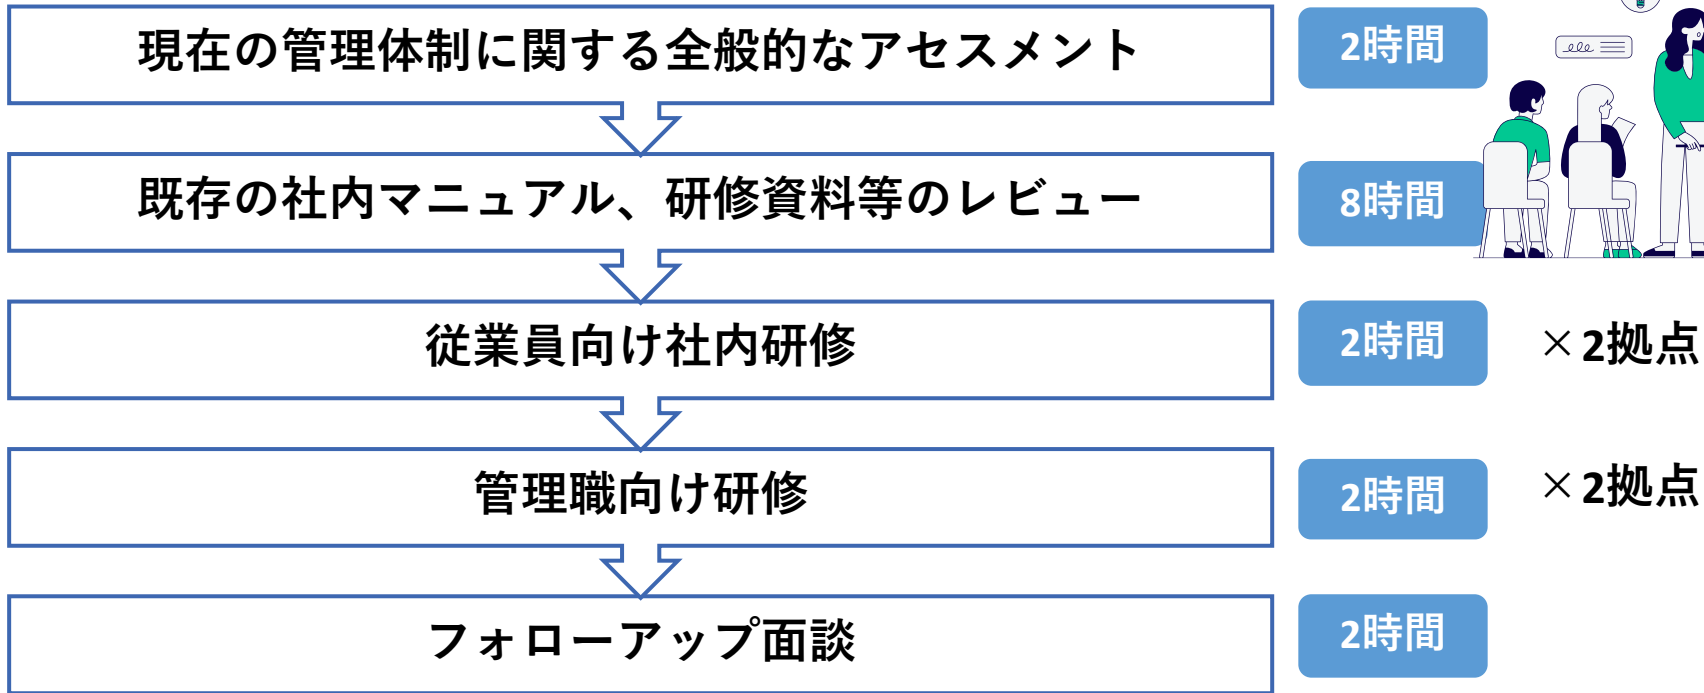 現在の管理体制に関する全般的なアセスメント
2時間
既存の社内マニュアル、研修資料等のレビュー
8時間
従業員向け社内研修
2時間
×2拠点
管理職向け研修
2時間
×2拠点
フォローアップ面談
2時間